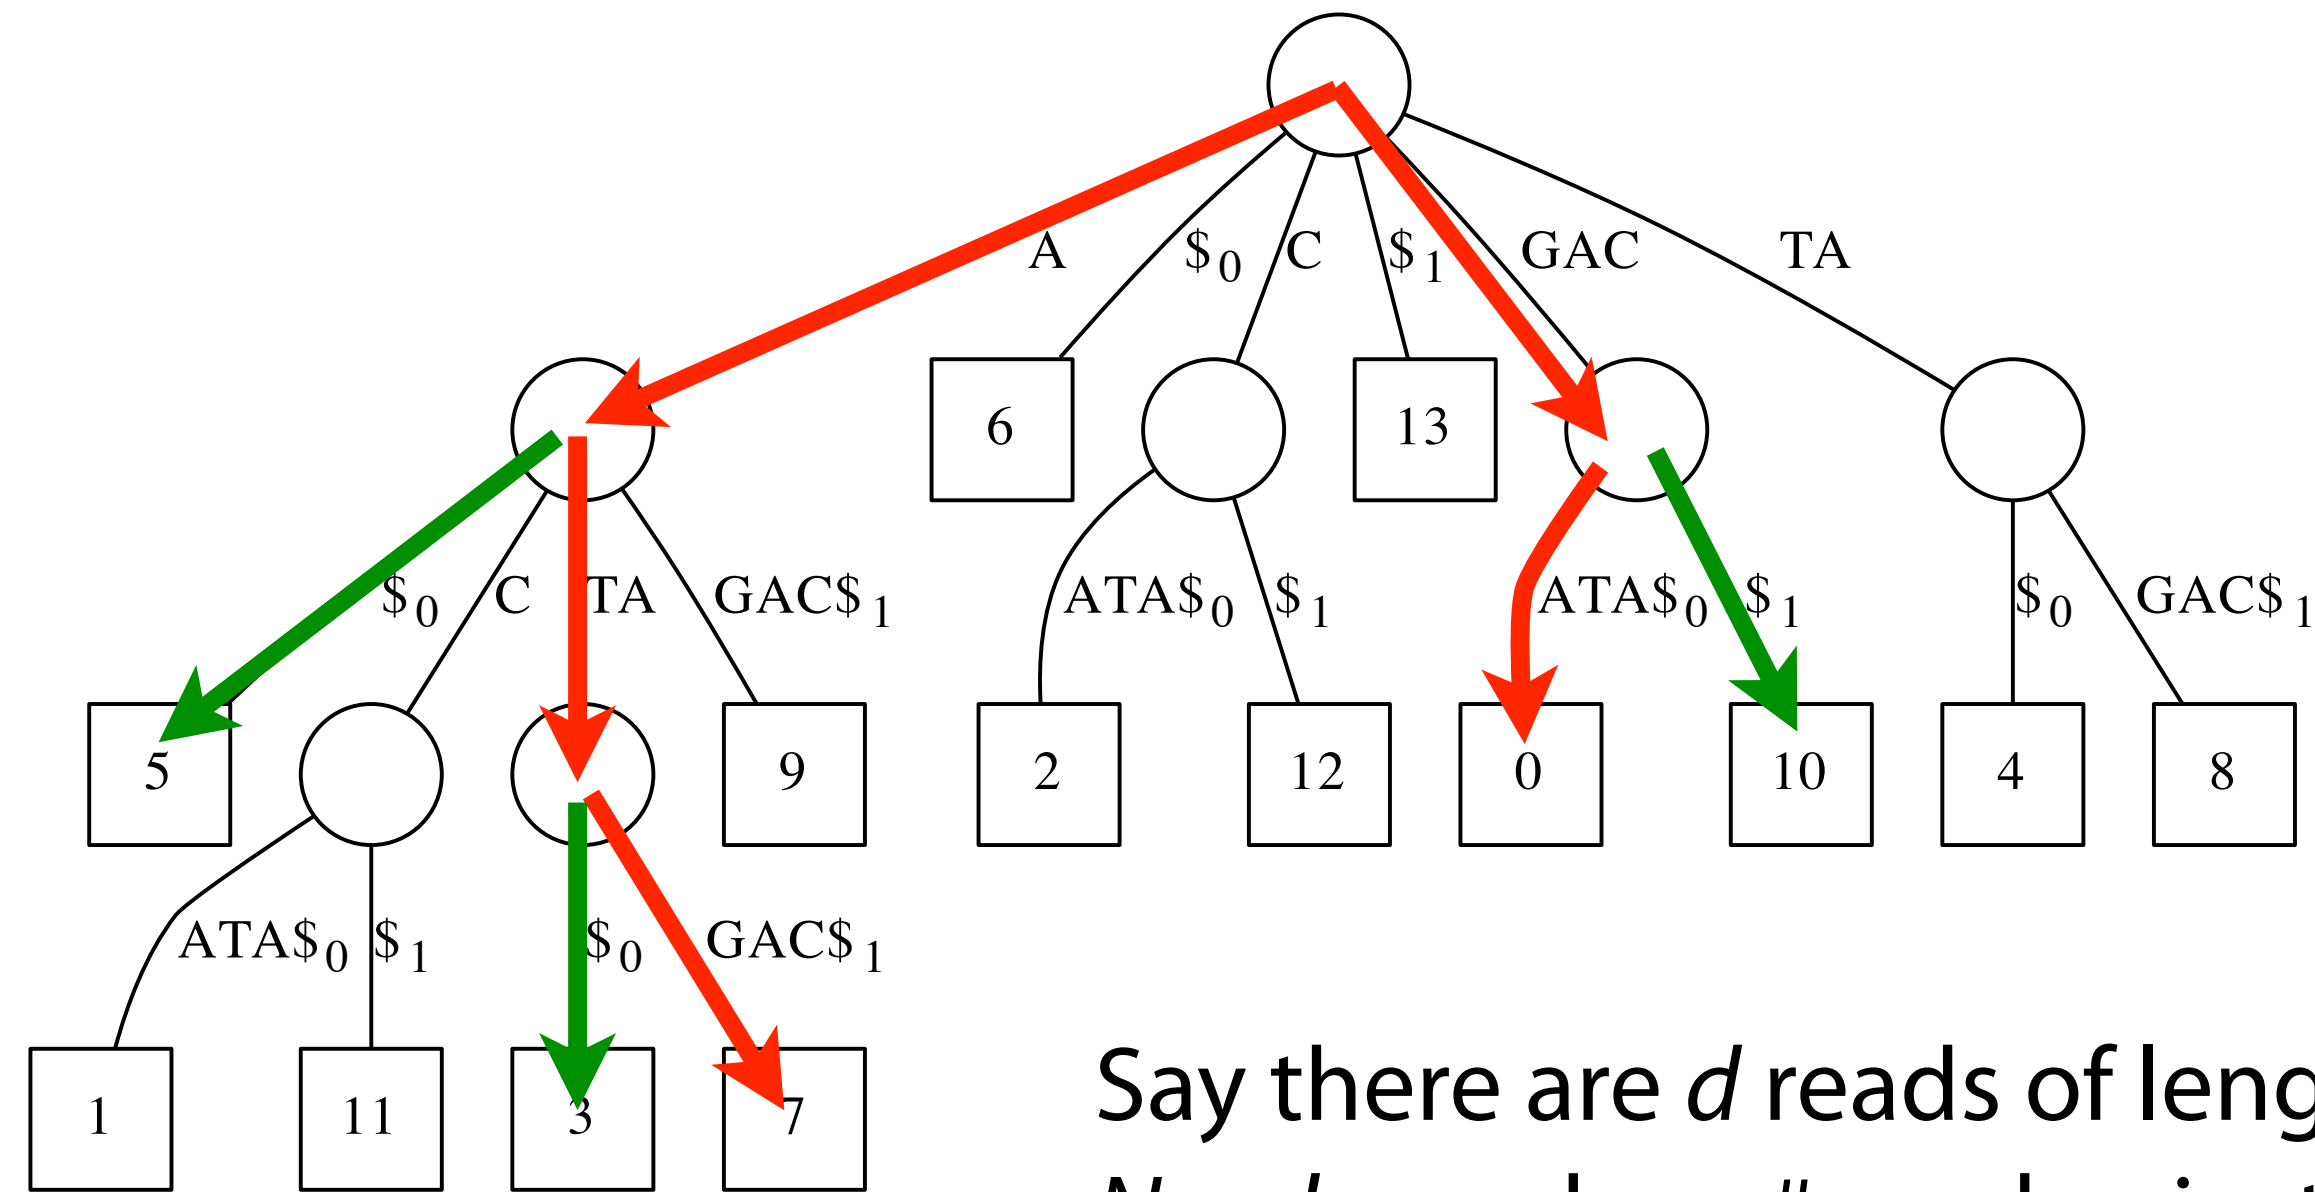 A $0 C $1 GAC TA
6 13
$0 C TA GAC$1 ATA$0 $1 ATA$0 $1 $0 GAC$1
5 9 2 12 0 10 4 8
ATA$0 $1 $0 GAC$1
1 11 3 7
Say there are d reads of leng